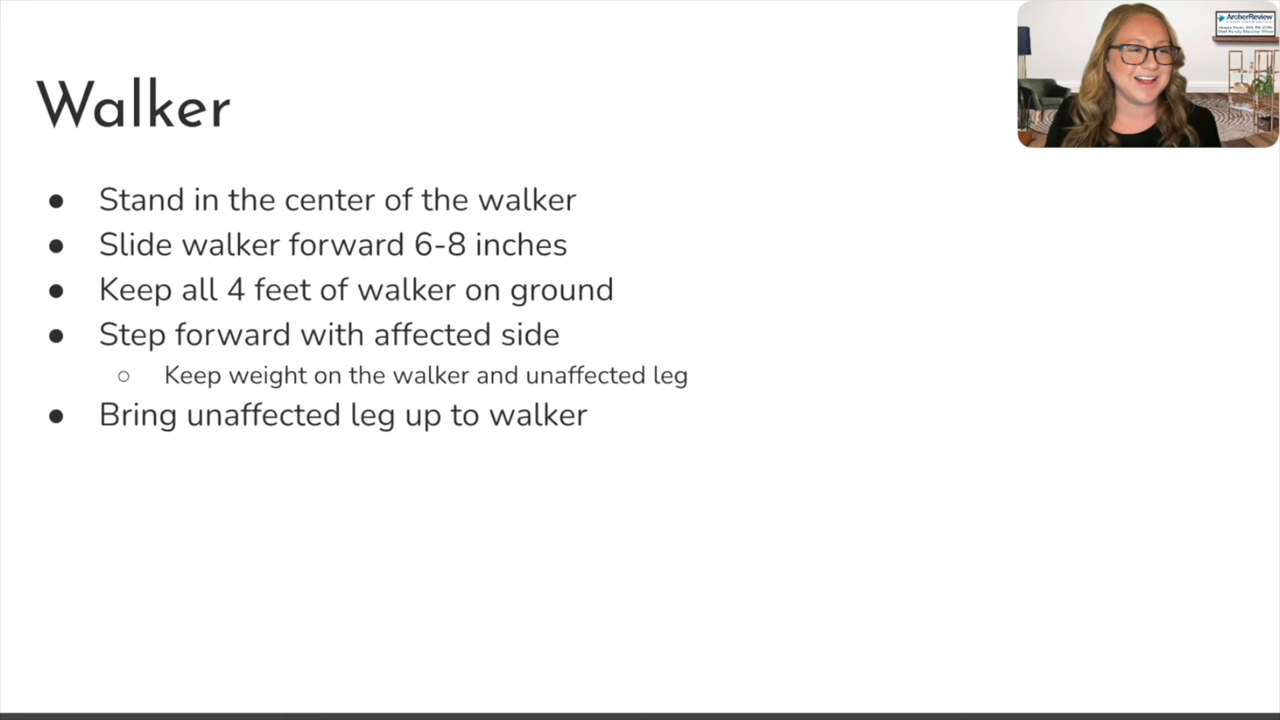 Walker
● Stand in the center of the walker
● Slide walker forward 6-8 inches
● Keep all 4 feet of walker on ground
● Step forward with affected side
○ Keep weight on the walker and unaffected leg
● Bring unaffected leg up to walker
ArcherReview